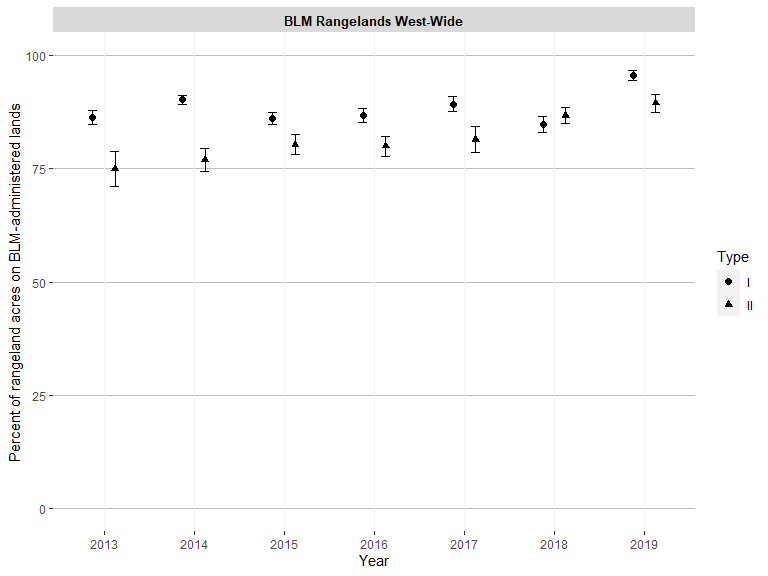 BLM Rangelands West-Wide
Percent of rangeland acres on BLM-administered lands
100
75
50
25
0
2013 2014 2015 2016 2017 2018 2019
Year
Type
I
II